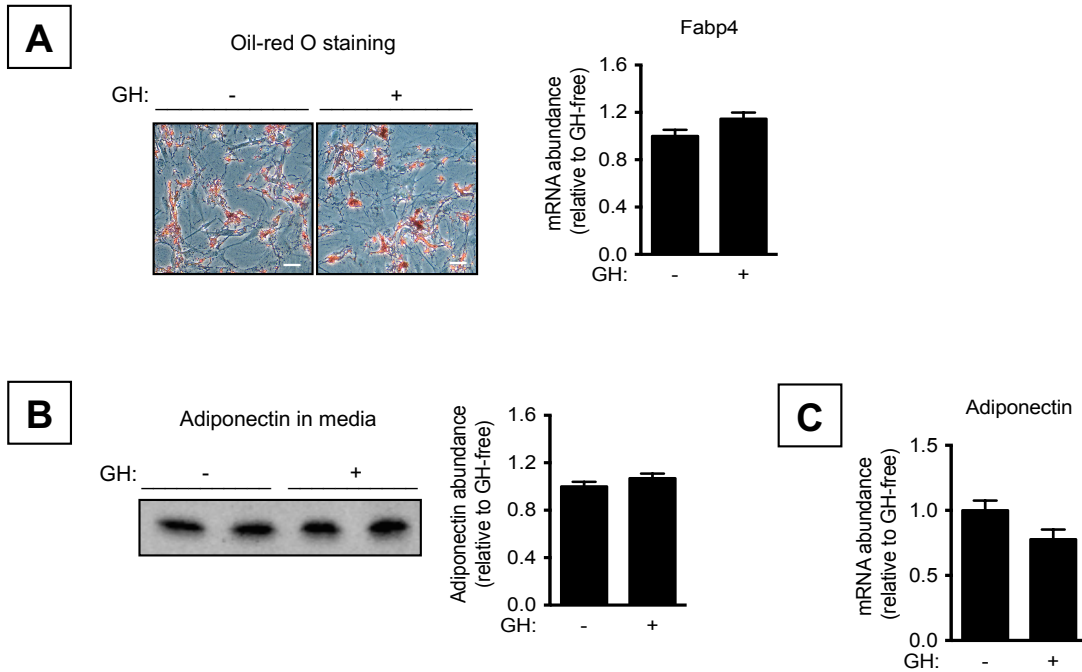 A
Oil-red O staining
GH: - +
Fabp4
mRNA abundance
(relative to GH-free)
1.6
1.2
0.8
0.4
0.0
GH: - +
B
Adiponectin in media
GH: - +
Adiponectin abundance
(relative to GH-free)
1.6
1.2
0.8
0.4
0.0
GH: - +
C
Adiponectin
mRNA abundance
(relative to GH-free)
1.5
1.0
0.5
0.0
GH: - +